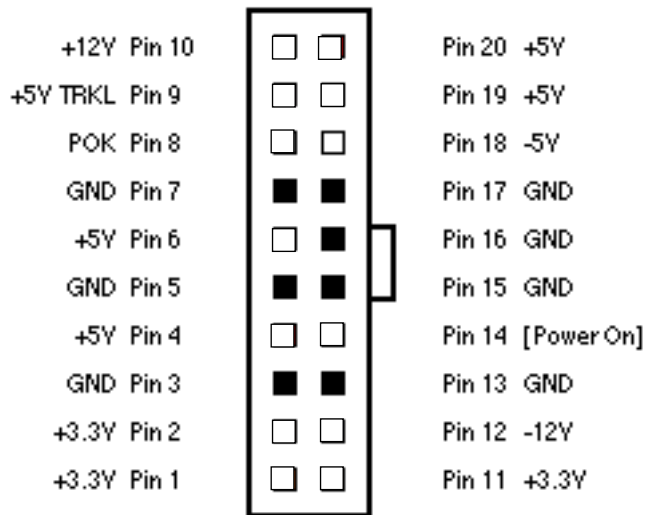 +12V Pin 10 Pin 20 +5V
+5V TRKL Pin 9 Pin 19 +5V
POK Pin 8 Pin 18 -5V
GND Pin 7 Pin 17 GND
+5V Pin 6 Pin 16 GND
GND Pin 5 Pin 15 GND
+5V Pin 4 Pin 14 [Power On]
GND Pin 3 Pin 13 GND
+3.3V Pin 2 Pin 12 -12V
+3.3V Pin 1 Pin 11 +3.3V